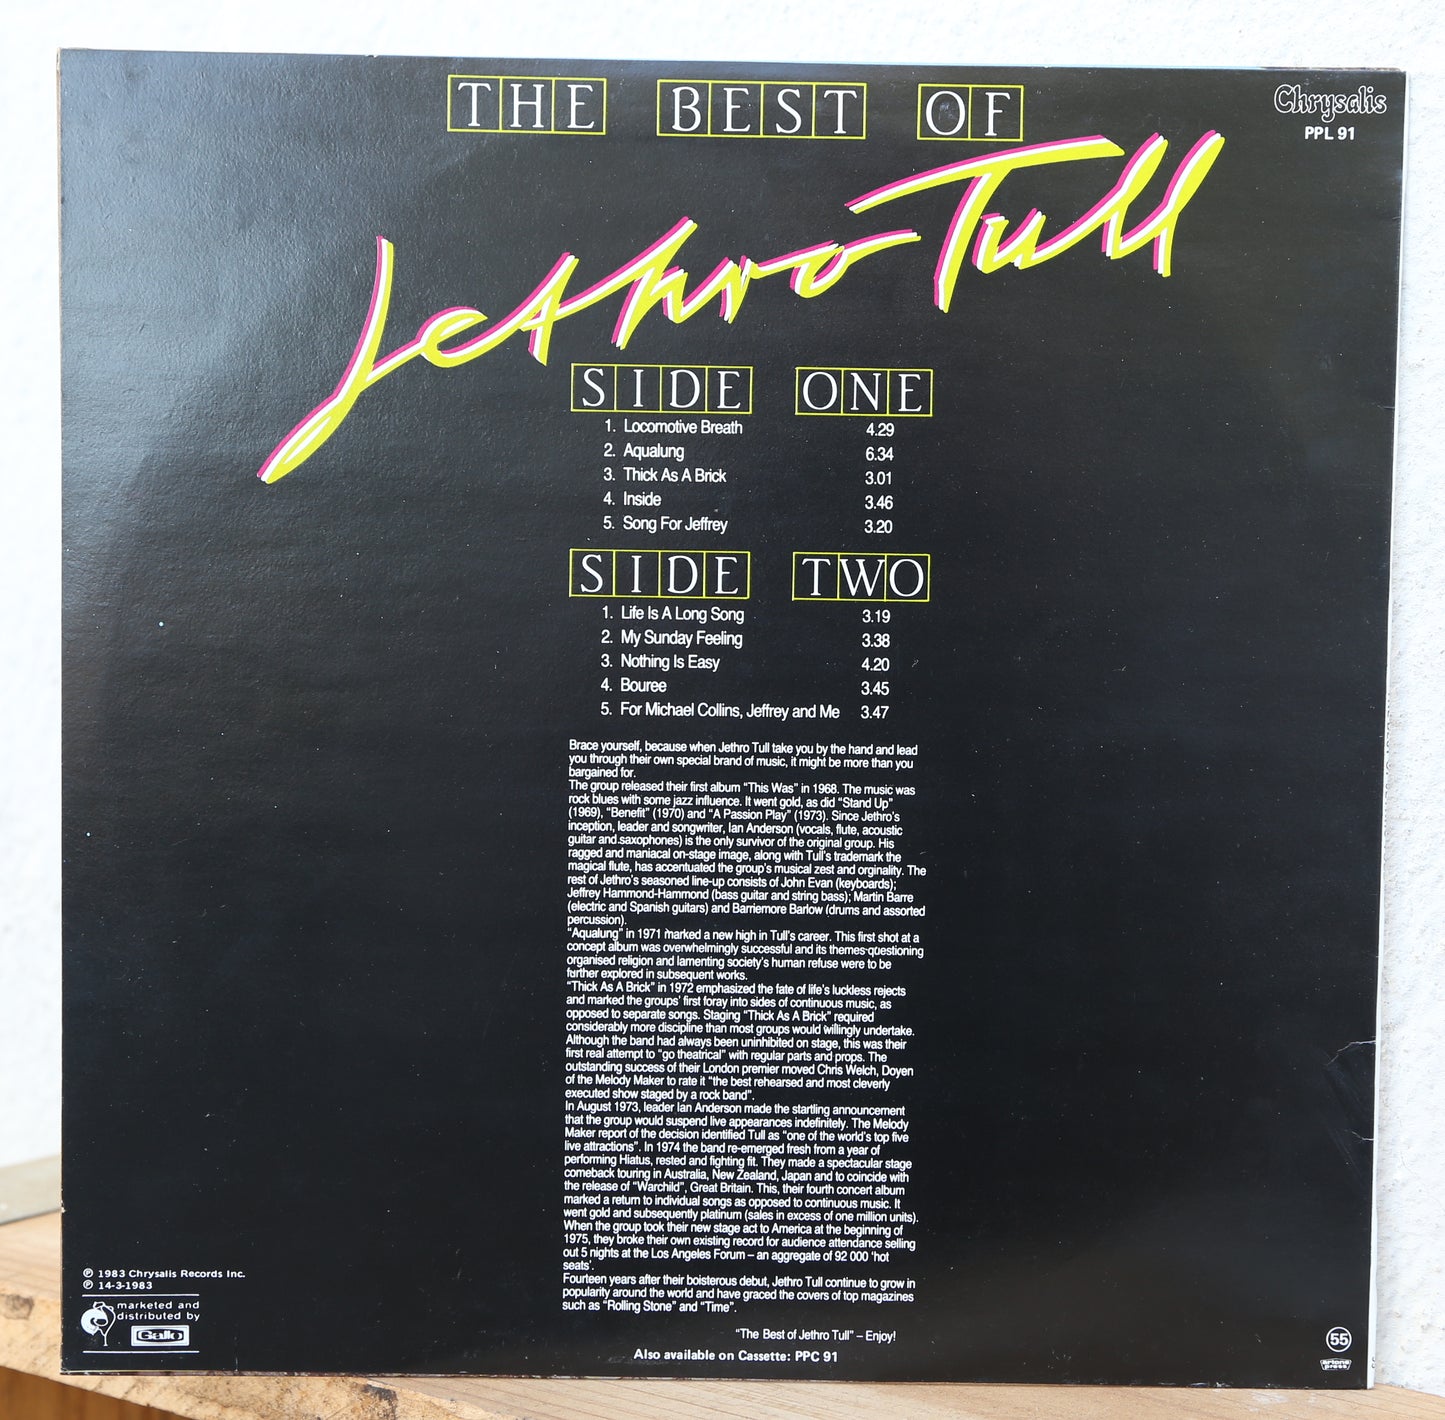 THE BEST OF
Chrysalis
PPL 91
Jethro Tull
SIDE ONE
1. Locomotive Breath 4.29
2. Aqualung 6.34
3. Thick As A Brick 3.01
4. Inside 3.46
5. Song For Jeffrey 3.20
SIDE TWO
1. Life Is A Long Song 3.19
2. My Sunday Feeling 3.38
3. Nothing Is Easy 4.20
4. Bouree 3.45
5. For Michael Collins, Jeffrey and Me 3.47
Brace yourself, because when Jethro Tull take you by the hand and lead
you through their own special brand of music, it might be more than you
bargained for.
The group released their first album “This Was” in 1968. The music was
rock blues with some jazz influence. It went gold, as did “Stand Up”
(1969), “Benefit” (1970) and “A Passion Play” (1973). Since Jethro's
inception, leader and songwriter, Ian Anderson (vocals, flute, acoustic
guitar and saxophones) is the only survivor of the original group. His
ragged and maniacal on-stage image, along with Tull's trademark the
magical flute, has accentuated the group's musical zest and orginality. The
rest of Jethro's seasoned line-up consists of John Evan (keyboards);
Jeffrey Hammond-Hammond (bass guitar and string bass); Martin Barre
(electric and Spanish guitars) and Barriemore Barlow (drums and assorted
percussion).
“Aqualung” in 1971 marked a new high in Tull's career. This first shot at a
concept album was overwhelmingly successful and its themes-questioning
organised religion and lamenting society's human refuse were to be
further explored in subsequent works.
“Thick As A Brick” in 1972 emphasized the fate of life's luckless rejects
and marked the groups' first foray into sides of continuous music, as
opposed to separate songs. Staging “Thick As A Brick” required
considerably more discipline than most groups would willingly undertake.
Although the band had always been uninhibited on stage, this was their
first real attempt to “go theatrical” with regular parts and props. The
outstanding success of their London premier moved Chris Welch, Doyen
of the Melody Maker to rate it “the best rehearsed and most cleverly
executed show staged by a rock band”.
In August 1973, leader Ian Anderson made the startling announcement
that the group would suspend live appearances indefinitely. The Melody
Maker report of the decision identified Tull as “one of the world's top five
live attractions”. In 1974 the band re-emerged fresh from a year of
performing Hiatus, rested and fighting fit. They made a spectacular stage
comeback touring in Australia, New Zealand, Japan and to coincide with
the release of “Warchild”, Great Britain. This, their fourth concert album
marked a return to individual songs as opposed to continuous music. It
went gold and subsequently platinum (sales in excess of one million units).
When the group took their new stage act to America at the beginning of
1975, they broke their own existing record for audience attendance selling
out 5 nights at the Los Angeles Forum – an aggregate of 92 000 ‘hot
seats’.
Fourteen years after their boisterous debut, Jethro Tull continue to grow in
popularity around the world and have graced the covers of top magazines
such as “Rolling Stone” and “Time”.
“The Best of Jethro Tull” – Enjoy!
Also available on Cassette: PPC 91
℗ 1983 Chrysalis Records Inc.
℗ 14-3-1983
marketed and
distributed by
Gallo
55
artone
press